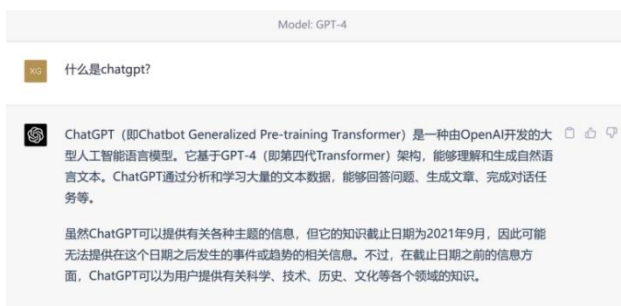 Model: GPT-4
XG
什么是chatgpt?
ChatGPT（即Chatbot Generalized Pre-training Transformer）是一种由OpenAI开发的大
型人工智能语言模型。它基于GPT-4（即第四代Transformer）架构，能够理解和生成自然语
言文本。ChatGPT通过分析和学习大量的文本数据，能够回答问题、生成文章、完成对话任
务等。
虽然ChatGPT可以提供有关各种主题的信息，但它的知识截止日期为2021年9月，因此可能
无法提供在这个日期之后发生的事件或趋势的相关信息。不过，在截止日期之前的信息方
面，ChatGPT可以为用户提供有关科学、技术、历史、文化等各个领域的知识。